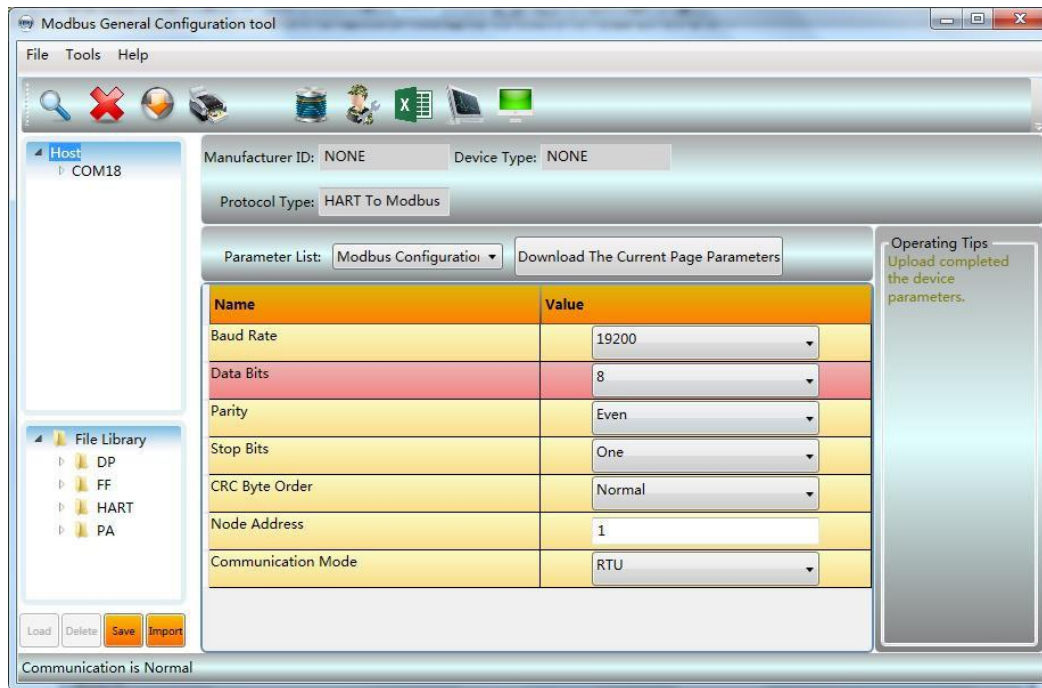 Modbus General Configuration tool
File Tools Help
Host
COM18
Manufacturer ID: NONE Device Type: NONE
Protocol Type: HART To Modbus
Parameter List: Modbus Configuration Download The Current Page Parameters
Operating Tips
Upload completed
the device
parameters.
Name Value
Baud Rate 19200
Data Bits 8
Parity Even
Stop Bits One
CRC Byte Order Normal
Node Address 1
Communication Mode RTU
File Library
DP
FF
HART
PA
Load Delete Save Import
Communication is Normal